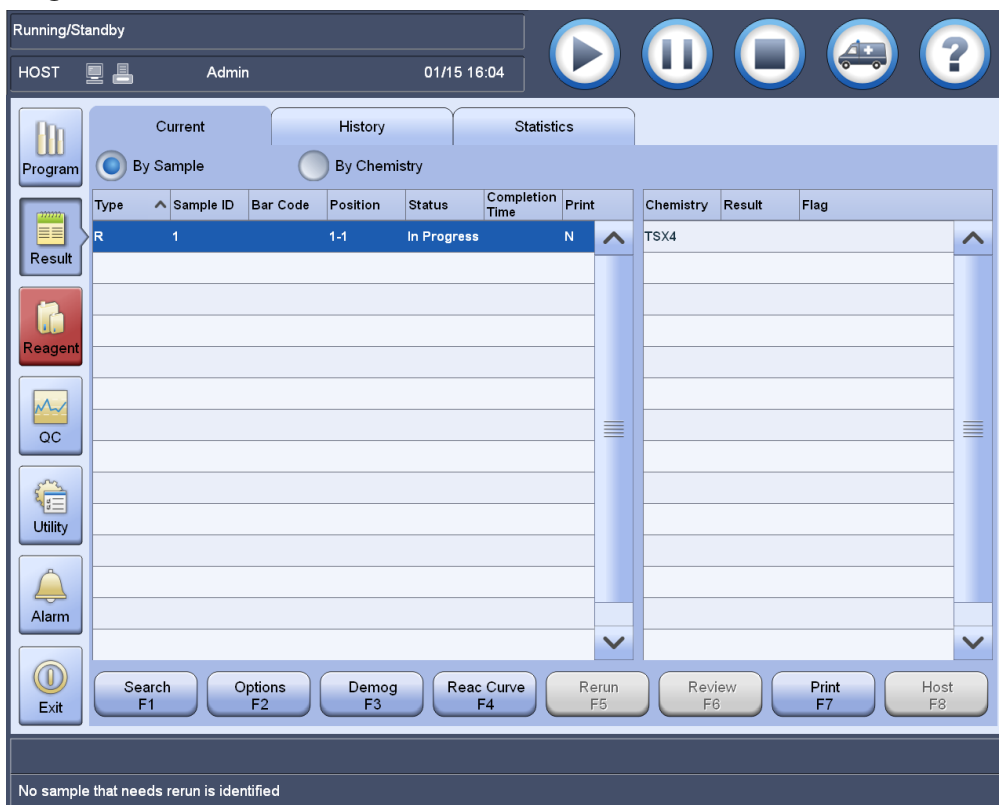 Running/Standby
HOST Admin 01/15 16:04
?
Current History Statistics
By Sample By Chemistry
Type Sample ID Bar Code Position Status Completion Time Print Chemistry Result Flag
R 1 1-1 In Progress N TSX4
Program
Result
Reagent
QC
Utility
Alarm
Exit
Search F1
Options F2
Demog F3
Reac Curve F4
Rerun F5
Review F6
Print F7
Host F8
No sample that needs rerun is identified